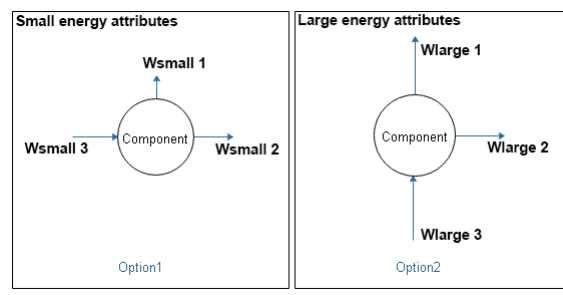 Small energy attributes
Wsmall 1
Component
Wsmall 3
Wsmall 2
Option1
Large energy attributes
Wlarge 1
Component
Wlarge 2
Wlarge 3
Option2